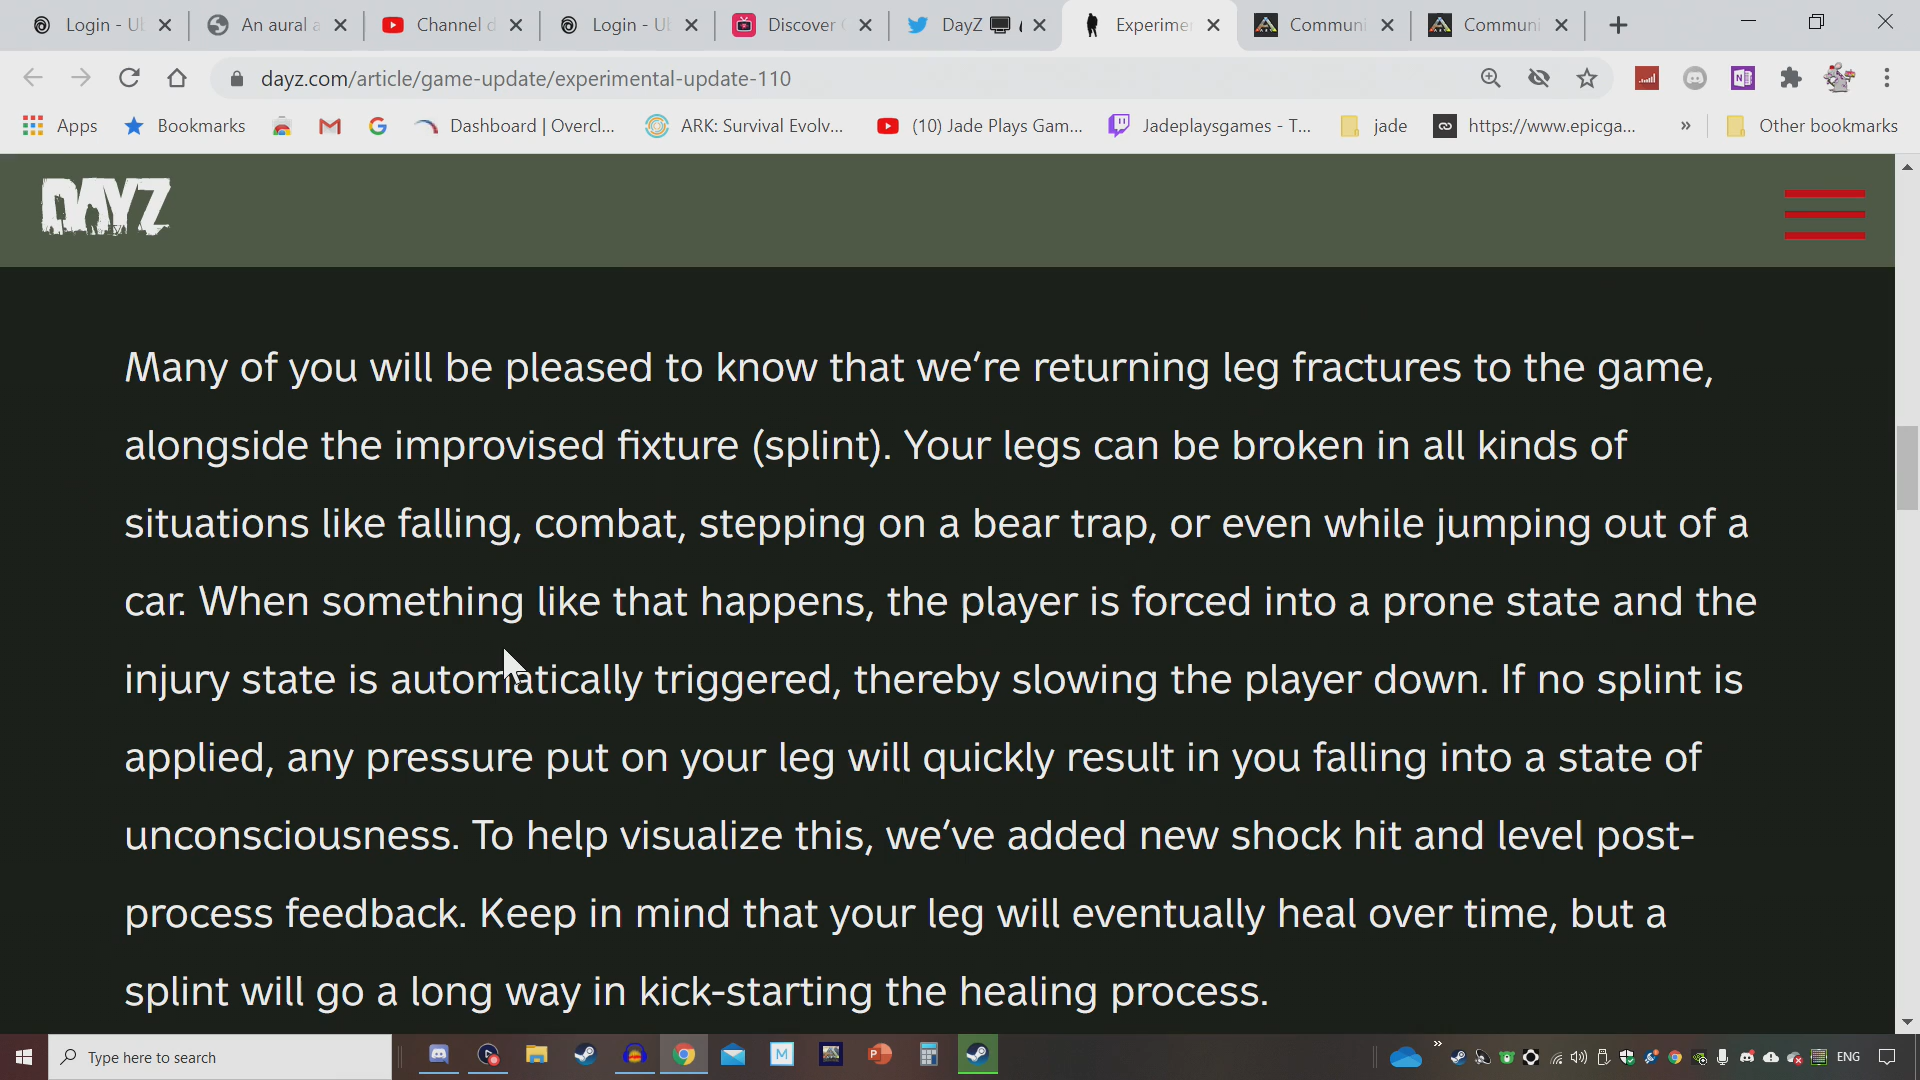 Login - U
An aural a
Channel d
Login - U
Discover
DayZ
Experime
Communi
Communi
dayz.com/article/game-update/experimental-update-110
Apps
Bookmarks
Dashboard | Overcl...
ARK: Survival Evolv...
(10) Jade Plays Gam...
Jadeplaysgames - T...
jade
https://www.epicga...
»
Other bookmarks
DAYZ
Many of you will be pleased to know that we're returning leg fractures to the game,
alongside the improvised fixture (splint). Your legs can be broken in all kinds of
situations like falling, combat, stepping on a bear trap, or even while jumping out of a
car. When something like that happens, the player is forced into a prone state and the
injury state is automatically triggered, thereby slowing the player down. If no splint is
applied, any pressure put on your leg will quickly result in you falling into a state of
unconsciousness. To help visualize this, we've added new shock hit and level post-
process feedback. Keep in mind that your leg will eventually heal over time, but a
splint will go a long way in kick-starting the healing process.
Type here to search
ENG